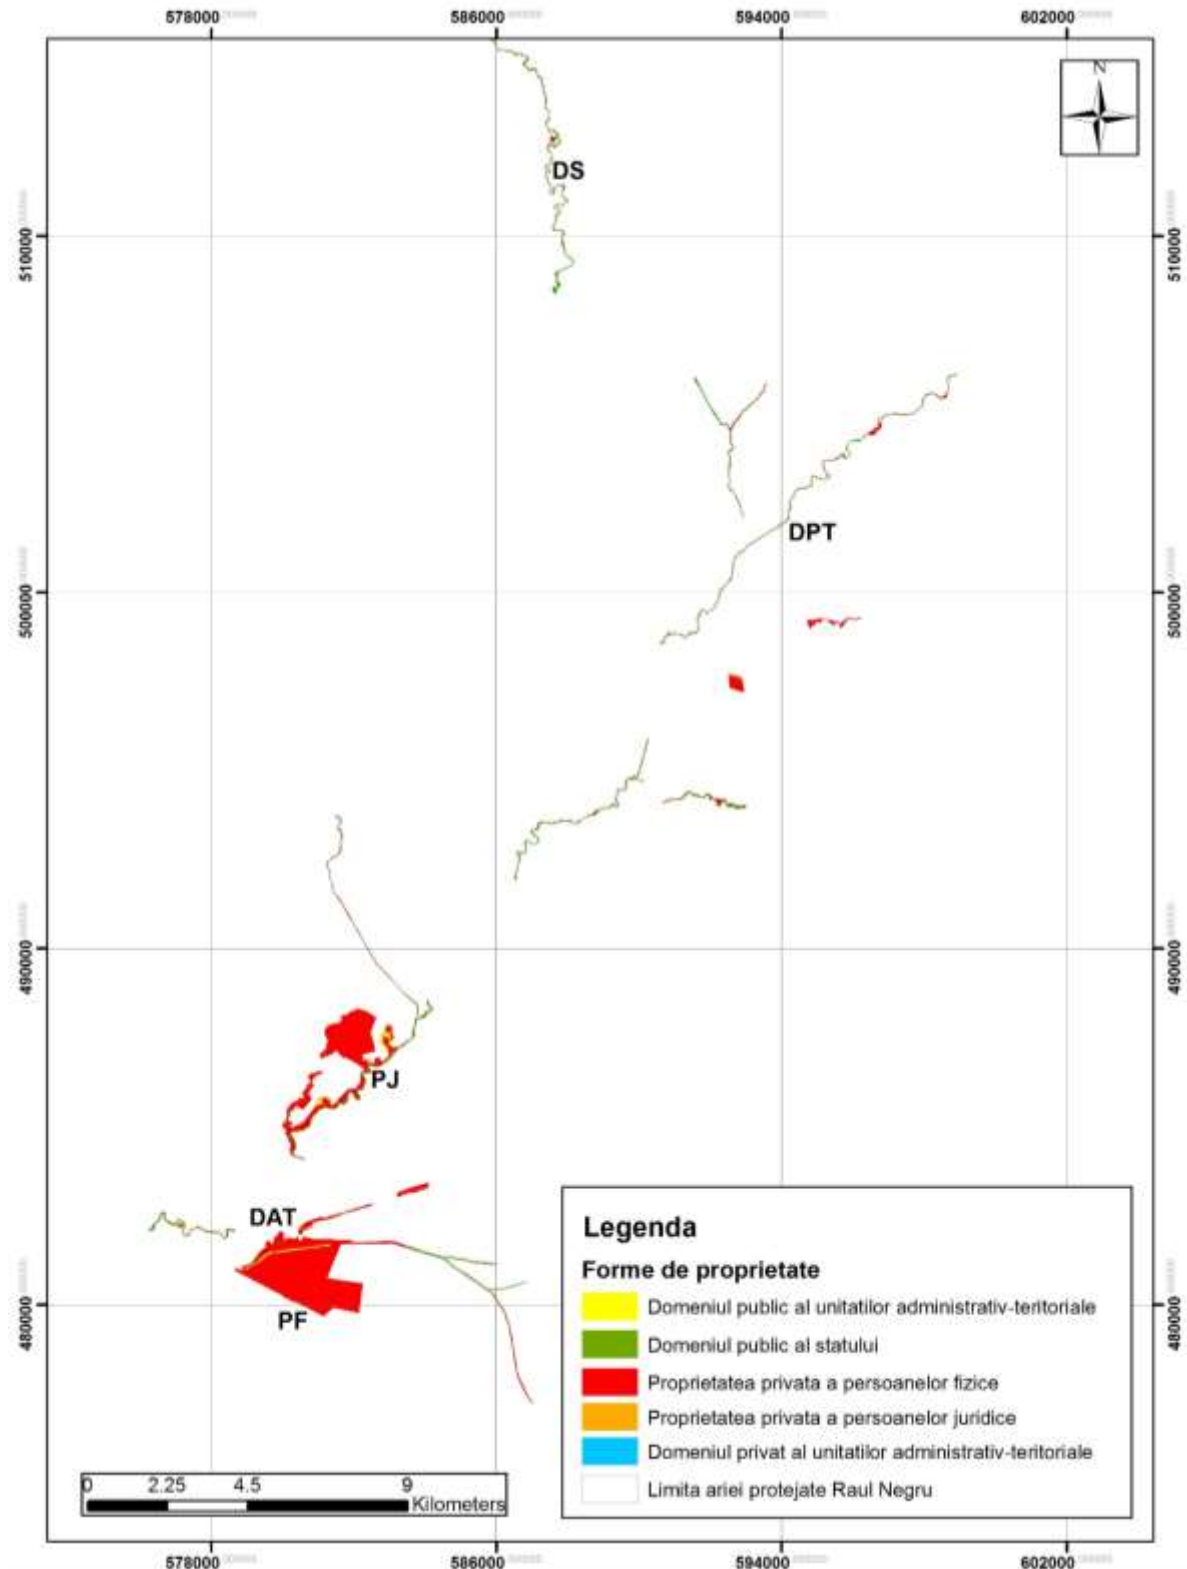 578000 586000 594000 602000
N
DS
510000 510000
DPT
500000 500000
490000 490000
PJ
DAT
PF
480000 480000
Legenda
Forme de proprietate
Domeniul public al unitatilor administrativ-teritoriale
Domeniul public al statului
Proprietatea privata a persoanelor fizice
Proprietatea privata a persoanelor juridice
Domeniul privat al unitatilor administrativ-teritoriale
Limita ariei protejate Raul Negru
0 2.25 4.5 9
Kilometers
578000 586000 594000 602000